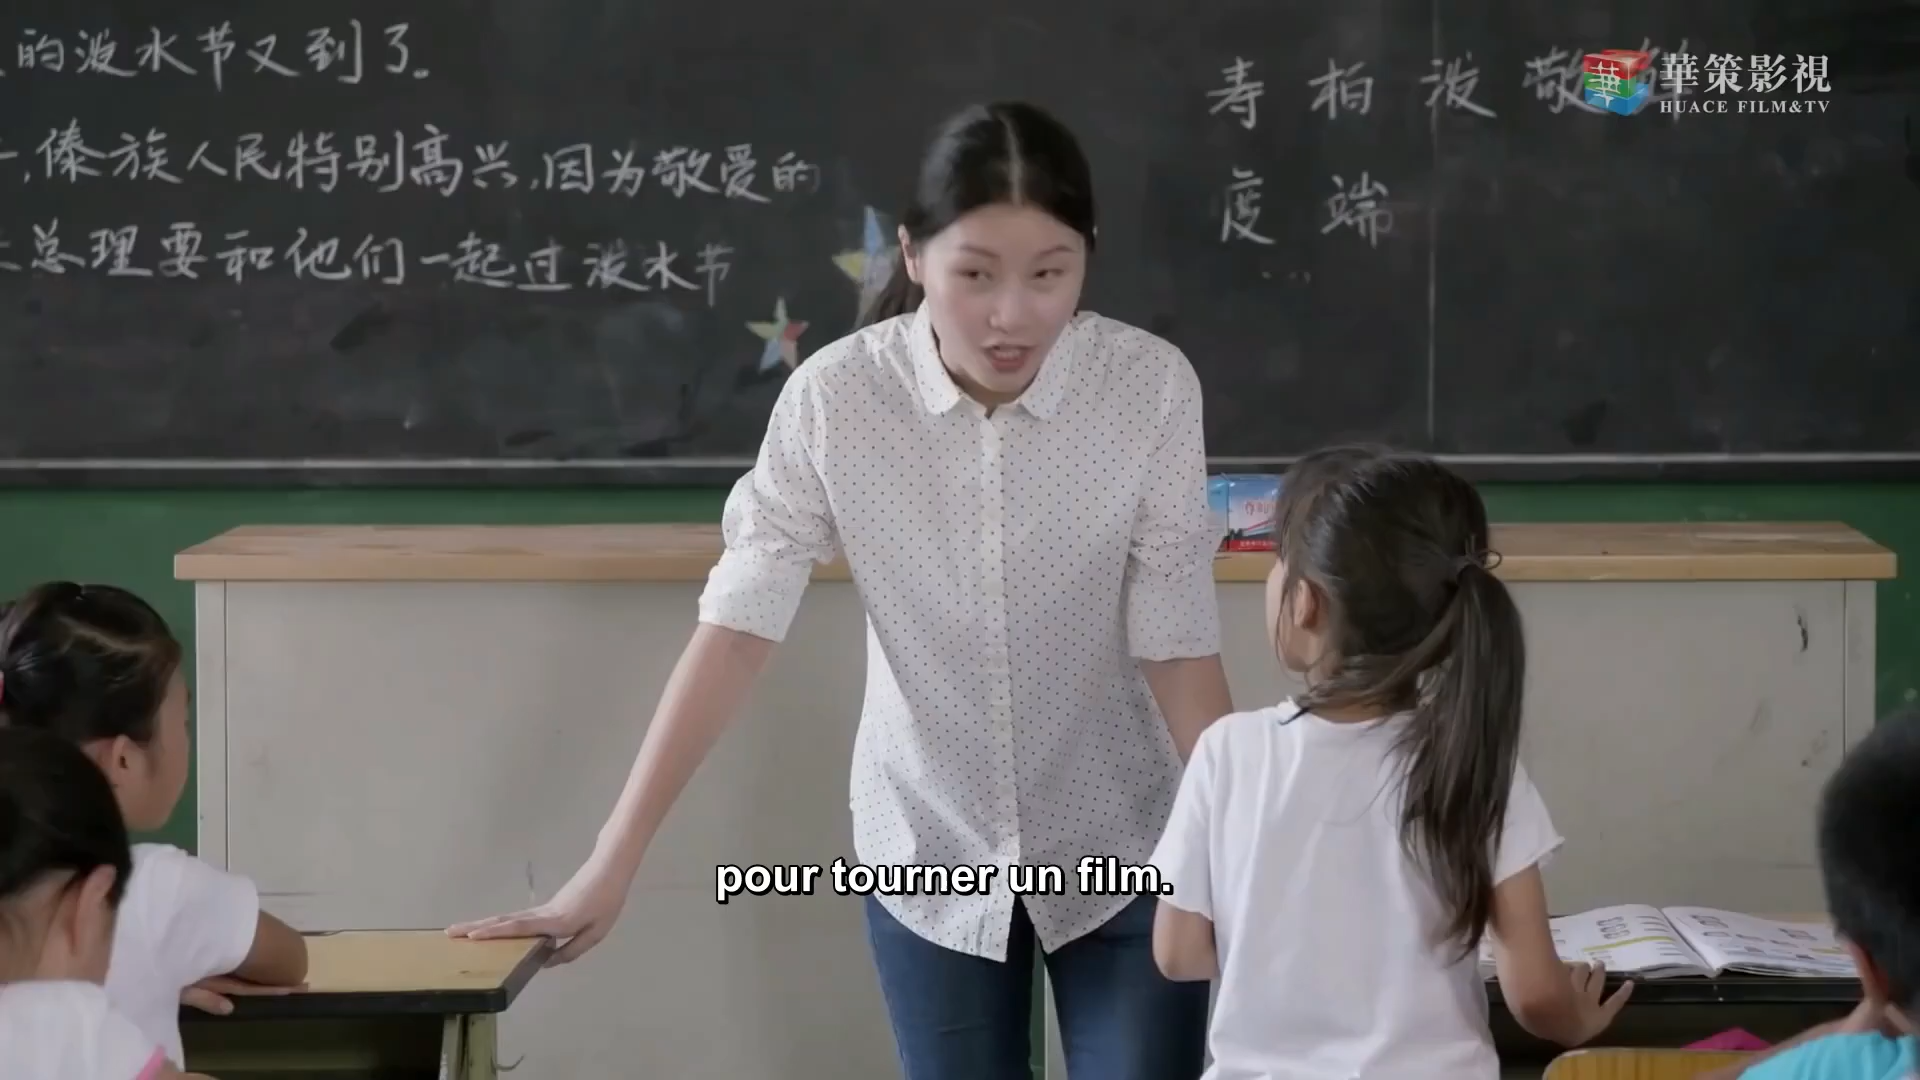 的泼水节又到了。
,傣族人民特别高兴,因为敬爱的
总理要和他们一起过泼水节
寿 柏 泼 敬
度 端
華策影視
HUACE FILM&TV
pour tourner un film.